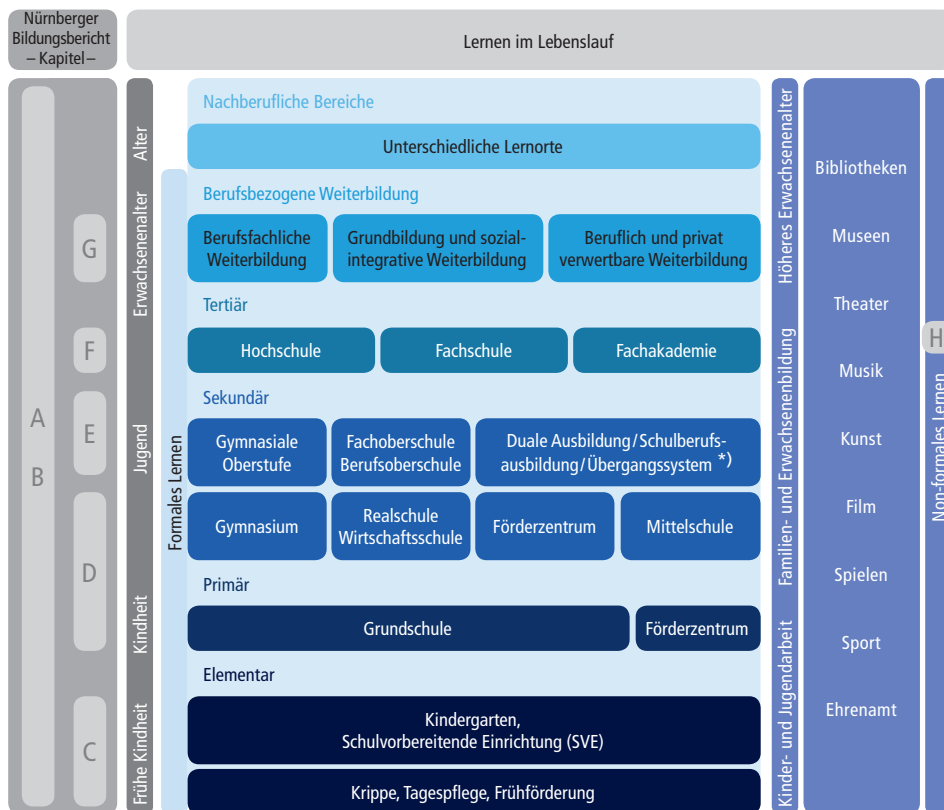 Nürnberger
Bildungsbericht
– Kapitel –
Lernen im Lebenslauf
A
B
G
F
E
D
C
Alter
Erwachsenenalter
Jugend
Kindheit
Frühe Kindheit
Formales Lernen
Nachberufliche Bereiche
Unterschiedliche Lernorte
Berufsbezogene Weiterbildung
Berufsfachliche
Weiterbildung
Grundbildung und sozial-
integrative Weiterbildung
Beruflich und privat
verwertbare Weiterbildung
Tertiär
Hochschule
Fachschule
Fachakademie
Sekundär
Gymnasiale
Oberstufe
Fachoberschule
Berufsoberschule
Duale Ausbildung/Schulberufs-
ausbildung/Übergangssystem *)
Gymnasium
Realschule
Wirtschaftsschule
Förderzentrum
Mittelschule
Primär
Grundschule
Förderzentrum
Elementar
Kindergarten,
Schulvorbereitende Einrichtung (SVE)
Krippe, Tagespflege, Frühförderung
Höheres Erwachsenenalter
Familien- und Erwachsenenbildung
Kinder- und Jugendarbeit
Bibliotheken
Museen
Theater
Musik
Kunst
Film
Spielen
Sport
Ehrenamt
H
Non-formales Lernen